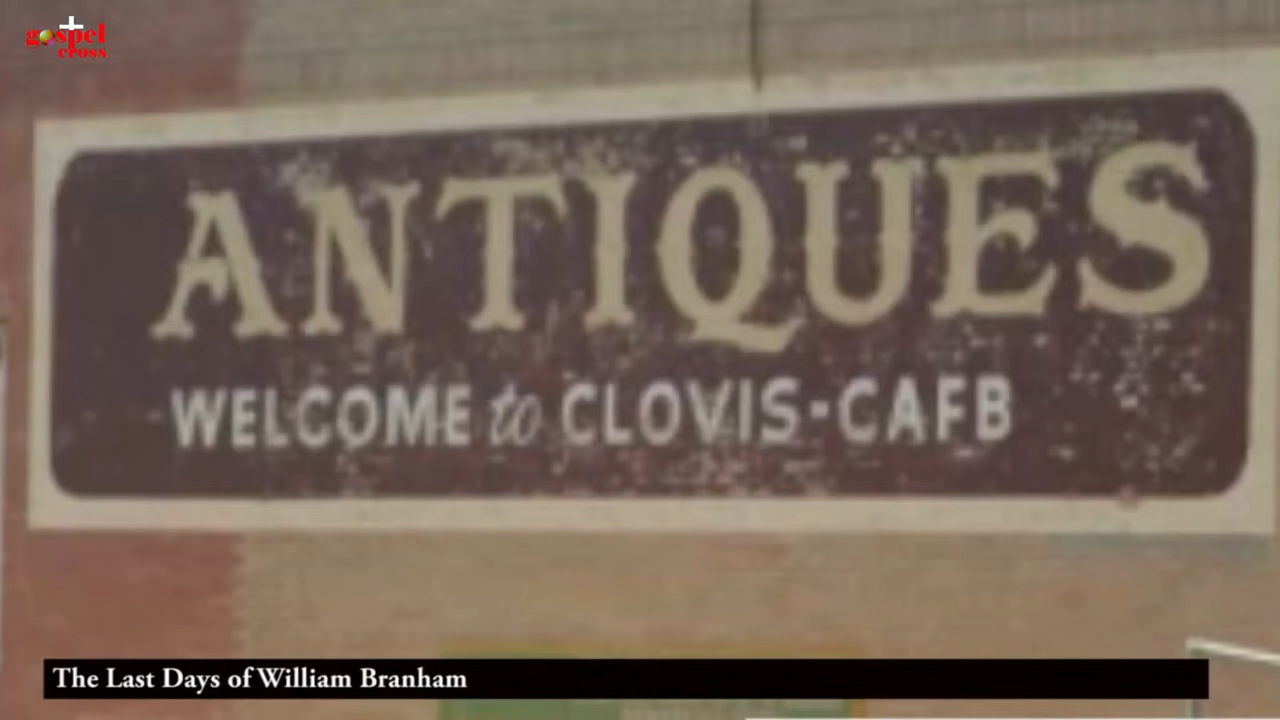 gospel
cross
ANTIQUES
WELCOME to CLOVIS-CAFB
The Last Days of William Branham